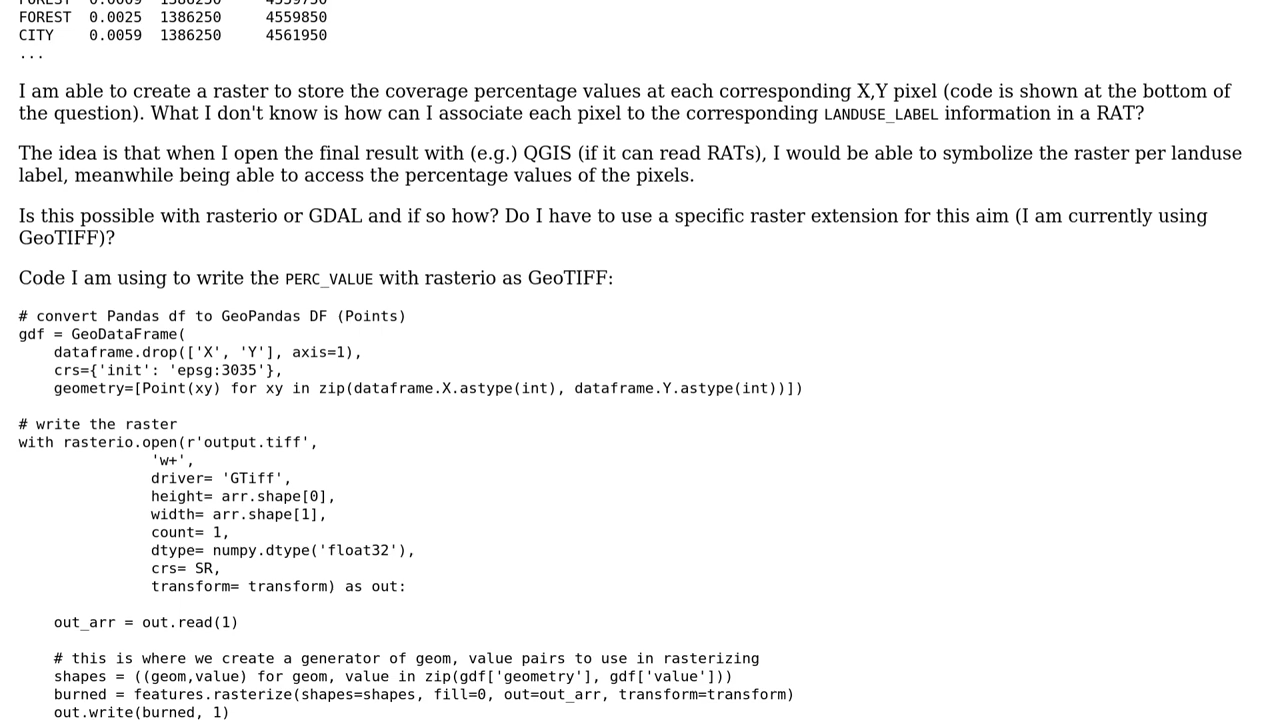 FOREST  0.0025  1386250     4559850
CITY    0.0059  1386250     4561950
...
I am able to create a raster to store the coverage percentage values at each corresponding X,Y pixel (code is shown at the bottom of
the question). What I don't know is how can I associate each pixel to the corresponding LANDUSE_LABEL information in a RAT?
The idea is that when I open the final result with (e.g.) QGIS (if it can read RATs), I would be able to symbolize the raster per landuse
label, meanwhile being able to access the percentage values of the pixels.
Is this possible with rasterio or GDAL and if so how? Do I have to use a specific raster extension for this aim (I am currently using
GeoTIFF)?
Code I am using to write the PERC_VALUE with rasterio as GeoTIFF:
# convert Pandas df to GeoPandas DF (Points)
gdf = GeoDataFrame(
    dataframe.drop(['X', 'Y'], axis=1),
    crs={'init': 'epsg:3035'},
    geometry=[Point(xy) for xy in zip(dataframe.X.astype(int), dataframe.Y.astype(int))])
# write the raster
with rasterio.open(r'output.tiff',
               'w+',
               driver= 'GTiff',
               height= arr.shape[0],
               width= arr.shape[1],
               count= 1,
               dtype= numpy.dtype('float32'),
               crs= SR,
               transform= transform) as out:
    out_arr = out.read(1)
    # this is where we create a generator of geom, value pairs to use in rasterizing
    shapes = ((geom,value) for geom, value in zip(gdf['geometry'], gdf['value']))
    burned = features.rasterize(shapes=shapes, fill=0, out=out_arr, transform=transform)
    out.write(burned, 1)